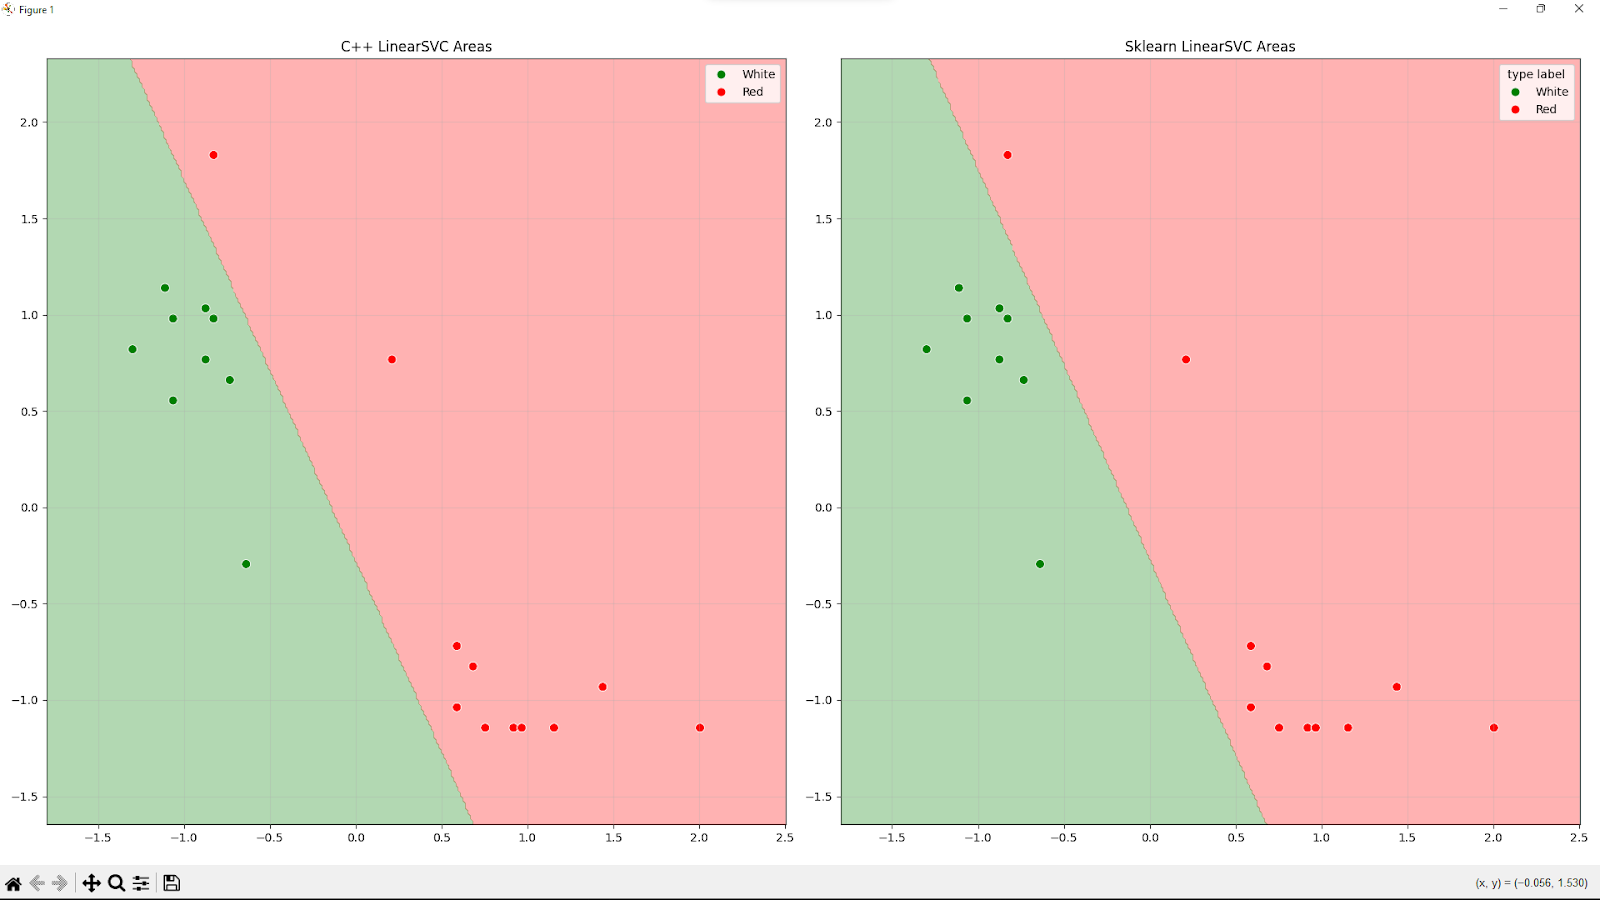 Figure 1
C++ LinearSVC Areas
White
Red
2.0
1.5
1.0
0.5
0.0
−0.5
−1.0
−1.5
−1.5 −1.0 −0.5 0.0 0.5 1.0 1.5 2.0 2.5
Sklearn LinearSVC Areas
type label
White
Red
2.0
1.5
1.0
0.5
0.0
−0.5
−1.0
−1.5
−1.5 −1.0 −0.5 0.0 0.5 1.0 1.5 2.0 2.5
(x, y) = (−0.056, 1.530)